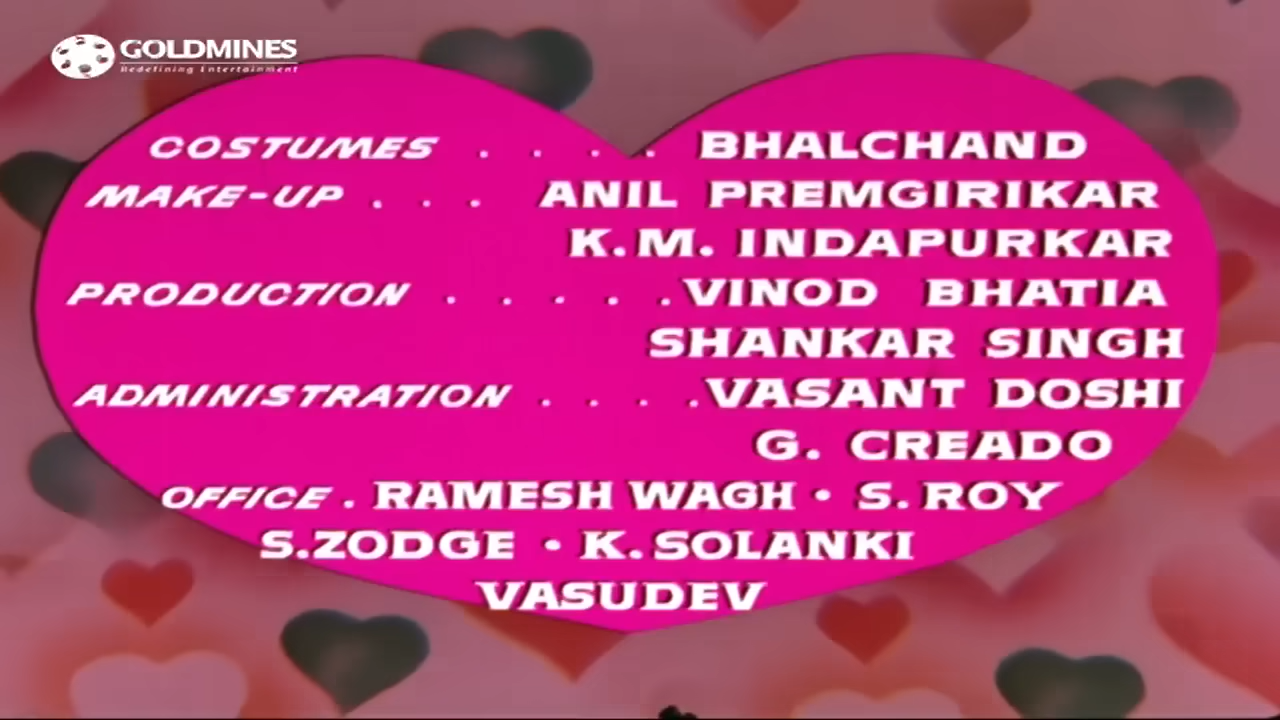 GOLDMINES
Redefining Entertainment
COSTUMES . . . . BHALCHAND
MAKE-UP . . . ANIL PREMGIRIKAR
K.M. INDAPURKAR
PRODUCTION . . . . . VINOD BHATIA
SHANKAR SINGH
ADMINISTRATION . . . . VASANT DOSHI
G. CREADO
OFFICE . RAMESH WAGH • S. ROY
S.ZODGE • K.SOLANKI
VASUDEV